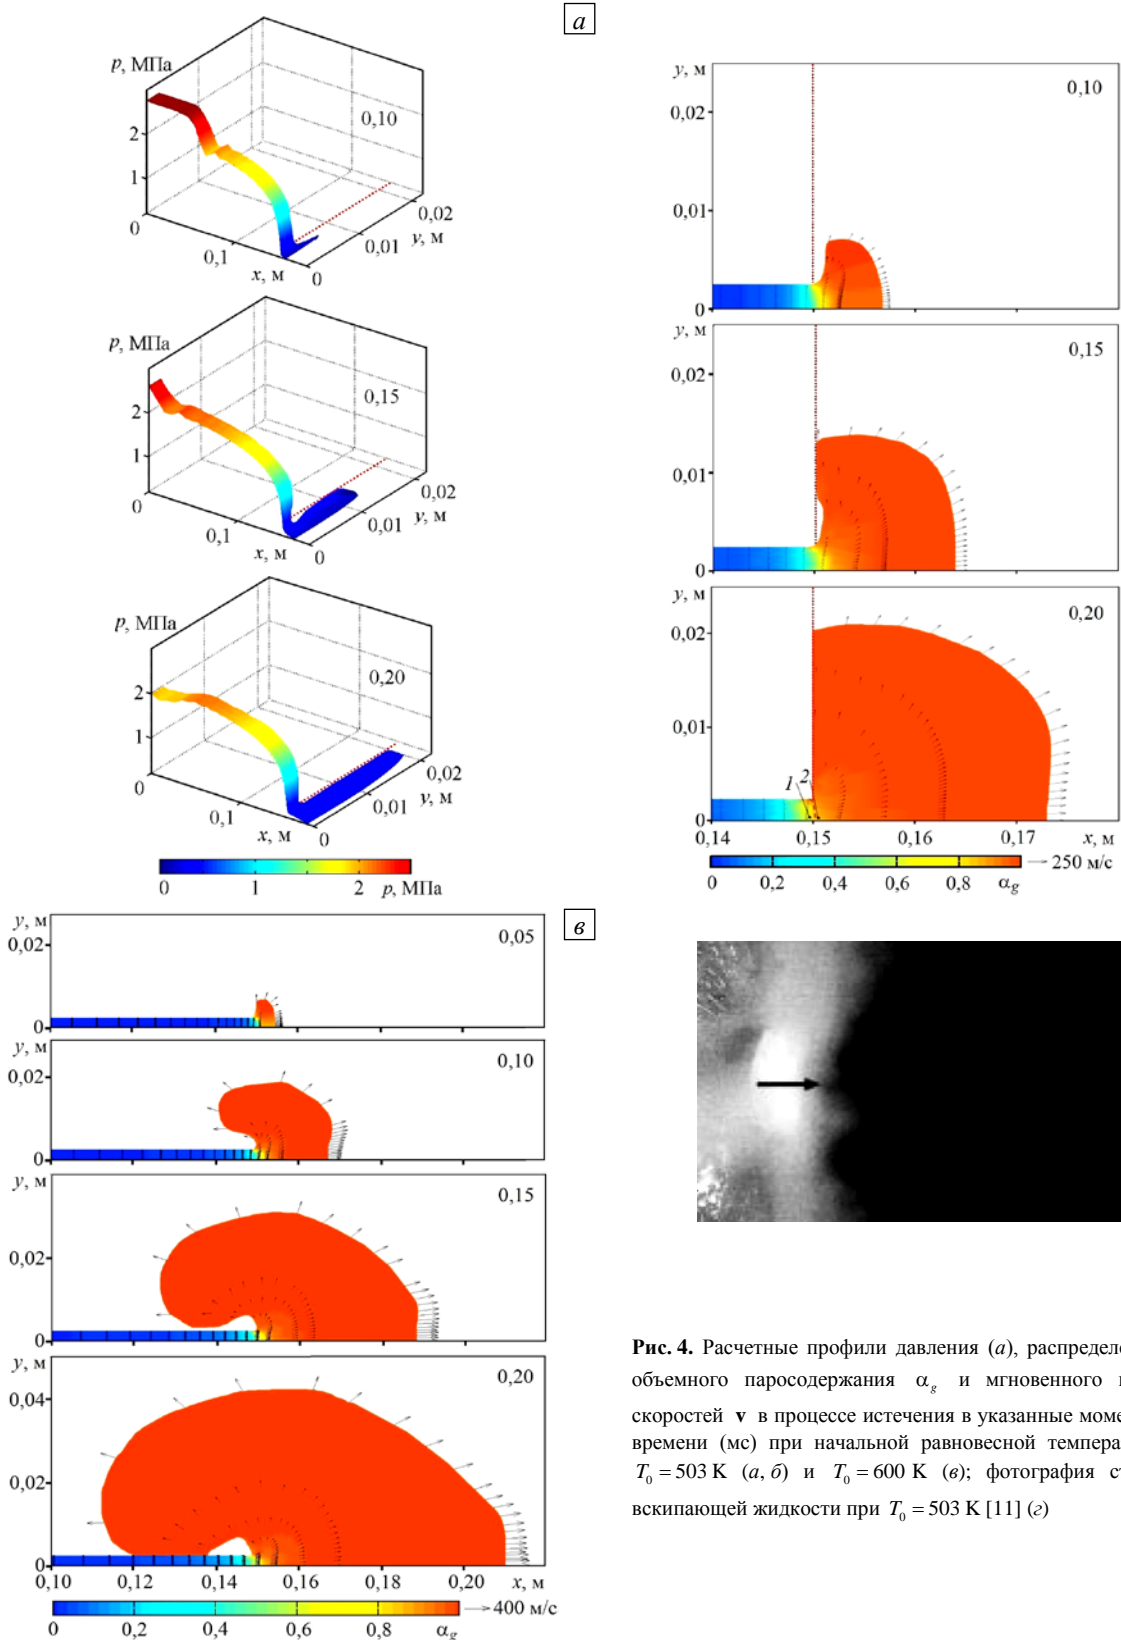 а
p, МПа
2
1
0
0,10
0,02
0,01
y, м
0,1
x, м
0
p, МПа
2
1
0
0,15
0,02
0,01
y, м
0,1
x, м
0
p, МПа
2
1
0
0,20
0,02
0,01
y, м
0,1
x, м
0
0 1 2 p, МПа
y, м
0,02
0,01
0
0,10
y, м
0,02
0,01
0
0,15
y, м
0,02
0,01
0
0,20
1 2
0,14 0,15 0,16 0,17 x, м
250 м/с
0 0,2 0,4 0,6 0,8 αg
в
y, м
0,02
0
0,05
y, м
0,02
0
0,10
y, м
0,02
0
0,15
y, м
0,04
0,02
0
0,20
0,10 0,12 0,14 0,16 0,18 0,20 x, м
400 м/с
0 0,2 0,4 0,6 0,8 αg
Рис. 4. Расчетные профили давления (а), распредел
объемного паросодержания αg и мгновенного
скоростей v в процессе истечения в указанные моме
времени (мс) при начальной равновесной темпера
T0 = 503 K (а, б) и T0 = 600 K (в); фотография ст
вскипающей жидкости при T0 = 503 K [11] (г)